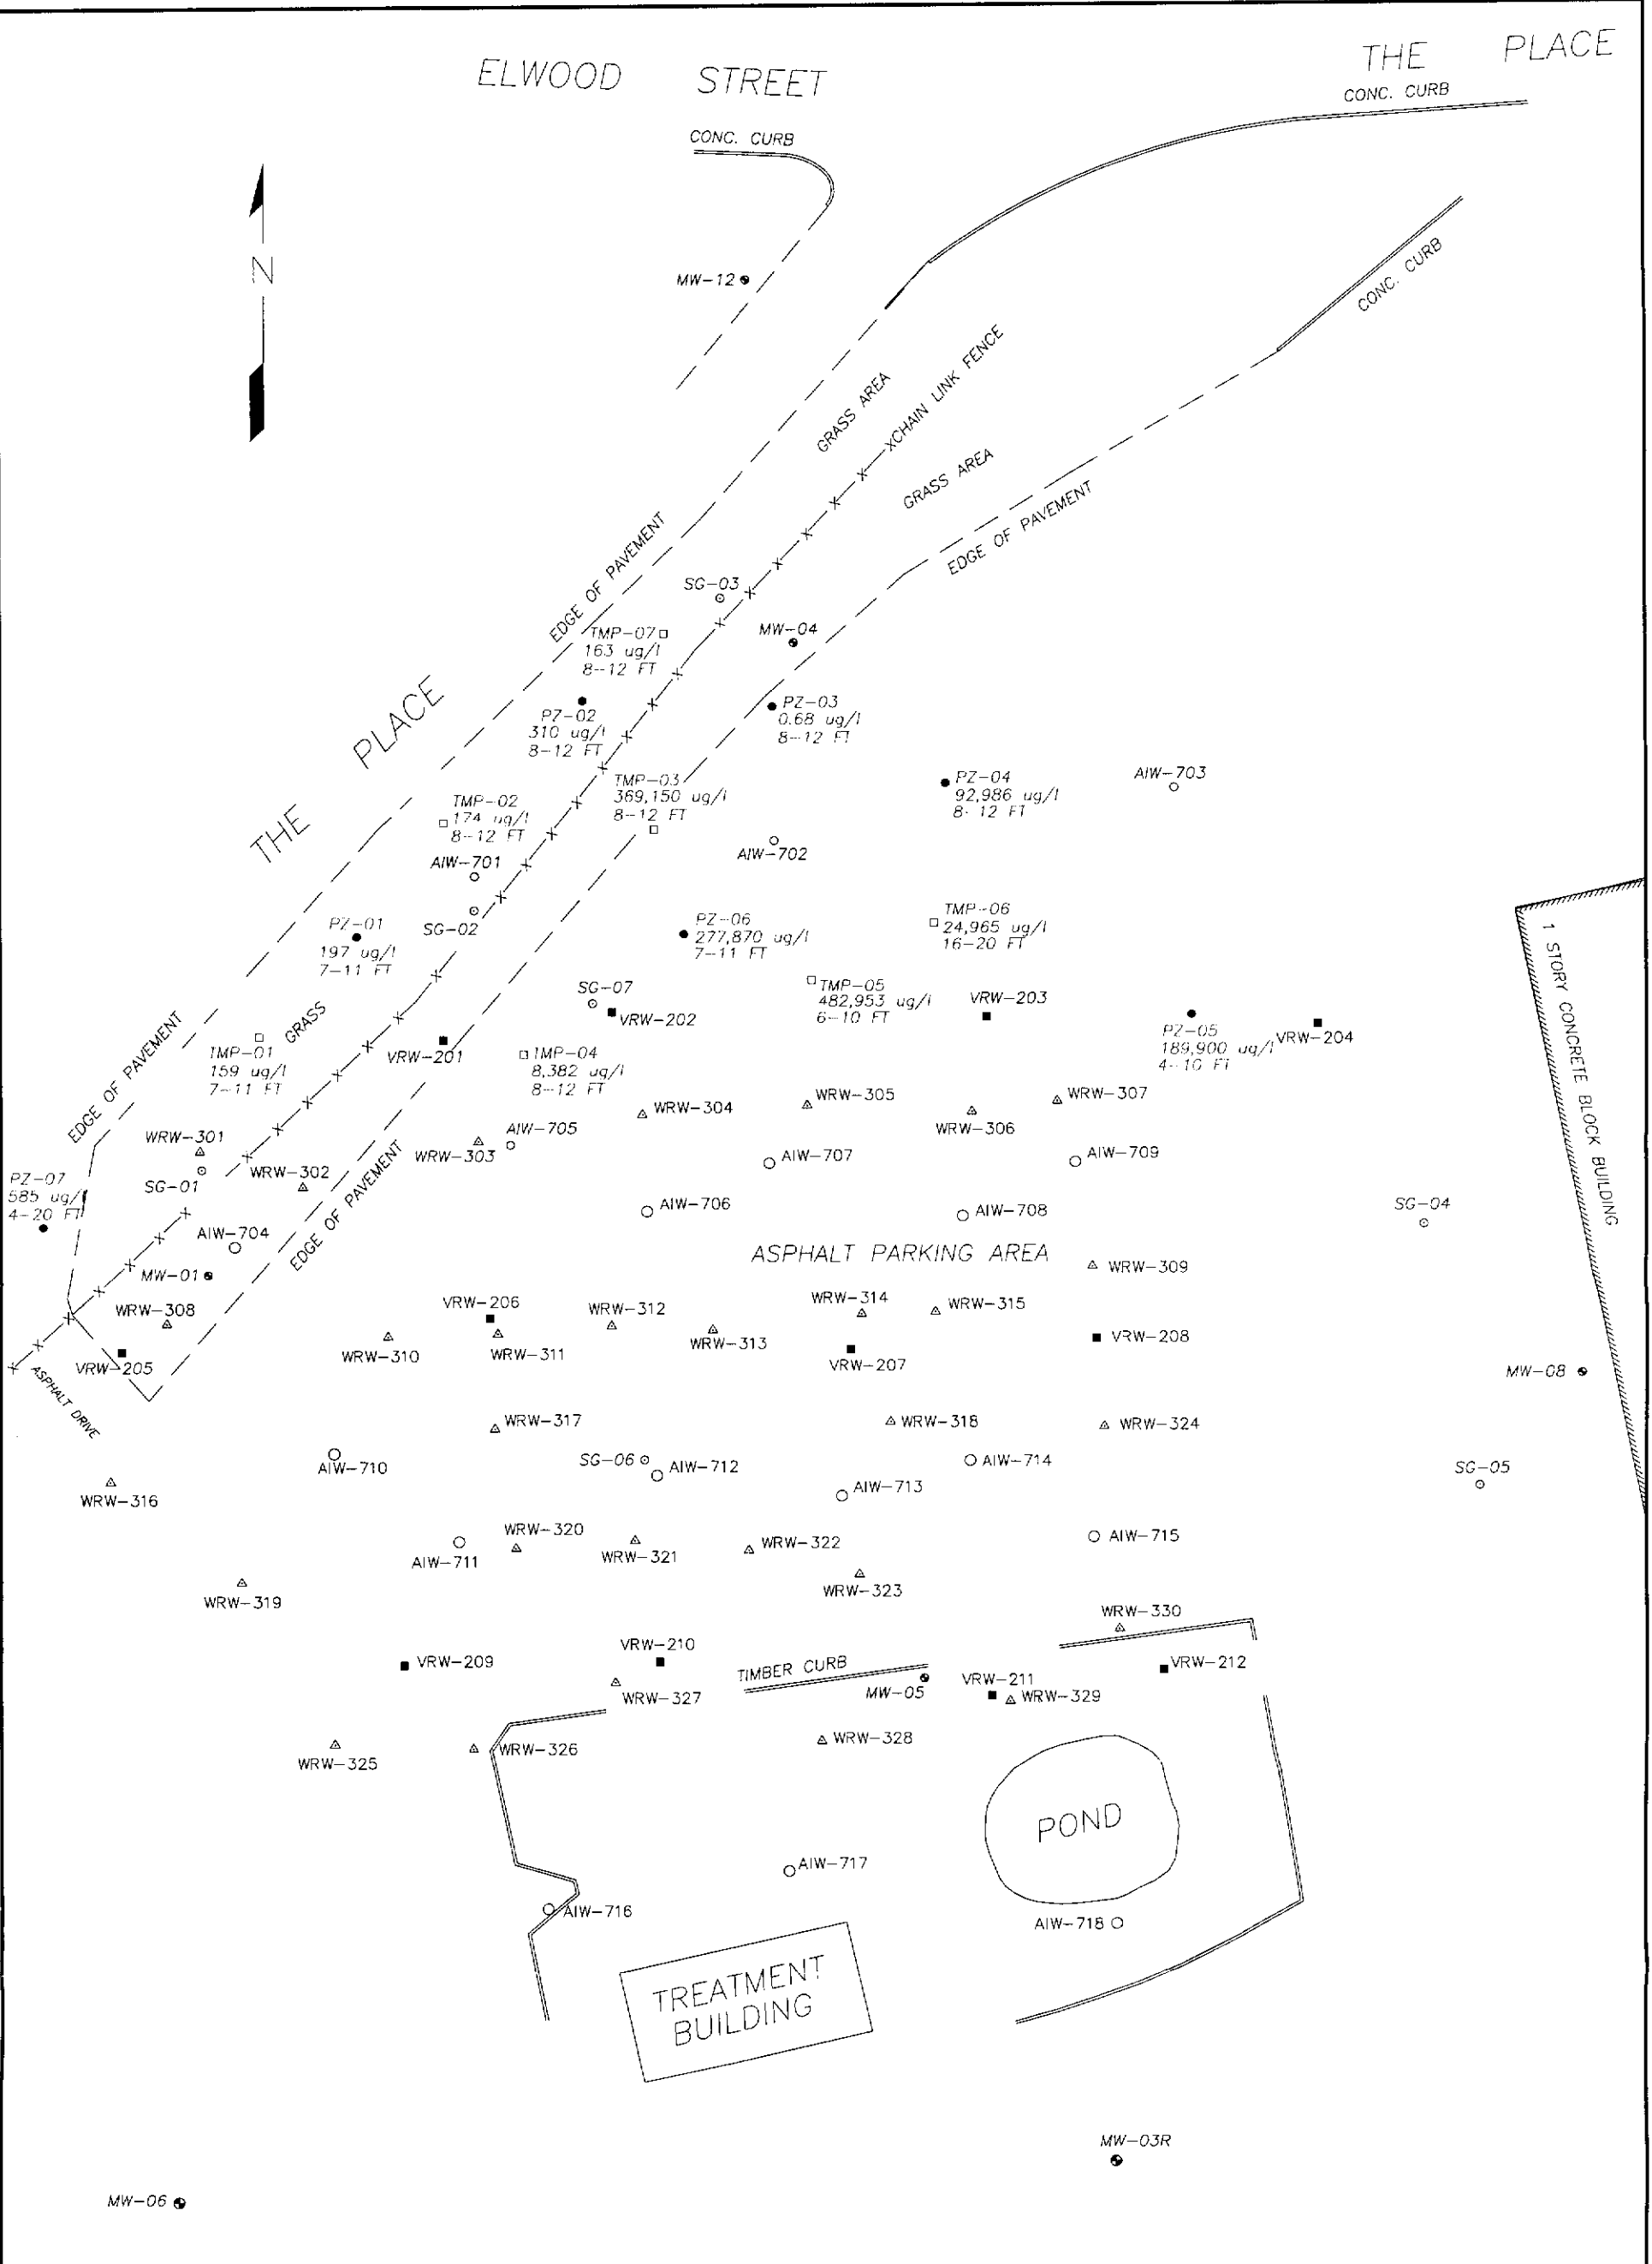 ELWOOD STREET
THE PLACE
CONC. CURB
CONC. CURB
N
MW-12
CONC. CURB
GRASS AREA
XCHAIN LINK FENCE
GRASS AREA
EDGE OF PAVEMENT
EDGE OF PAVEMENT
SG-03
TMP-07
163 ug/l
8-12 FT
MW-04
PZ-02
310 ug/l
8-12 FT
PZ-03
0.68 ug/l
8-12 FT
THE PLACE
TMP-03
369,150 ug/l
8-12 FT
PZ-04
92,986 ug/l
8-12 FT
AIW-703
TMP-02
174 ug/l
8-12 FT
AIW-701
AIW-702
PZ-01
197 ug/l
7-11 FT
SG-02
PZ-06
277,870 ug/l
7-11 FT
TMP-06
24,965 ug/l
16-20 FT
1 STORY CONCRETE BLOCK BUILDING
SG-07
VRW-202
TMP-05
482,953 ug/l
6-10 FT
VRW-203
PZ-05
189,900 ug/l
4-10 FT
VRW-204
EDGE OF PAVEMENT
GRASS
TMP-01
159 ug/l
7-11 FT
VRW-201
TMP-04
8,382 ug/l
8-12 FT
WRW-304
WRW-305
WRW-306
WRW-307
WRW-301
WRW-302
WRW-303
AIW-705
AIW-707
AIW-709
PZ-07
585 ug/l
4-20 FT
SG-01
EDGE OF PAVEMENT
AIW-706
AIW-708
SG-04
AIW-704
ASPHALT PARKING AREA
MW-01
WRW-309
WRW-308
VRW-206
WRW-312
WRW-314
WRW-315
VRW-205
WRW-310
WRW-311
WRW-313
VRW-207
VRW-208
MW-08
ASPHALT DRIVE
WRW-317
WRW-318
WRW-324
AIW-710
SG-06
AIW-712
AIW-714
SG-05
WRW-316
AIW-713
WRW-320
AIW-715
AIW-711
WRW-321
WRW-322
WRW-319
WRW-323
WRW-330
VRW-209
VRW-210
TIMBER CURB
VRW-212
WRW-327
MW-05
VRW-211
WRW-329
WRW-325
WRW-326
WRW-328
POND
AIW-717
AIW-716
AIW-718
TREATMENT
BUILDING
MW-03R
MW-06